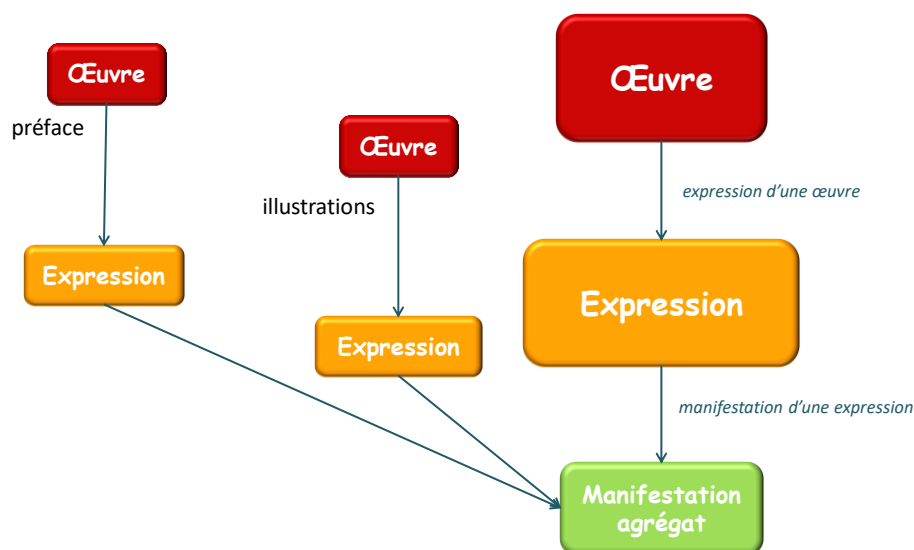 Œuvre
Œuvre
préface
Œuvre
expression d’une œuvre
illustrations
Expression
Expression
Expression
manifestation d’une expression
Manifestation
agrégat